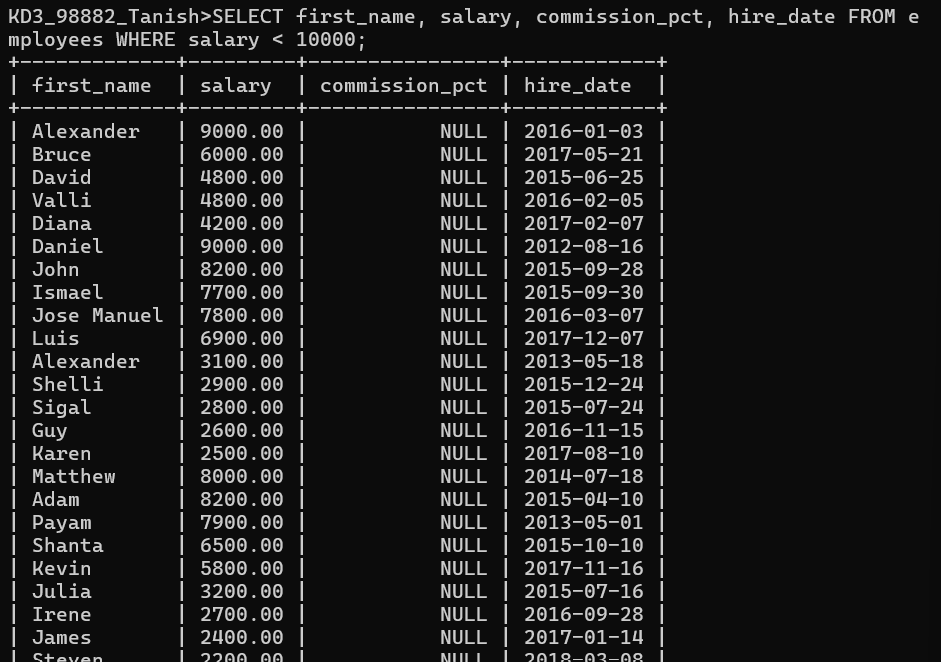 KD3_98882_Tanish>SELECT first_name, salary, commission_pct, hire_date FROM e
mployees WHERE salary < 10000;
+-------------+---------+----------------+------------+
| first_name  | salary  | commission_pct | hire_date  |
+-------------+---------+----------------+------------+
| Alexander   | 9000.00 |           NULL | 2016-01-03 |
| Bruce       | 6000.00 |           NULL | 2017-05-21 |
| David       | 4800.00 |           NULL | 2015-06-25 |
| Valli       | 4800.00 |           NULL | 2016-02-05 |
| Diana       | 4200.00 |           NULL | 2017-02-07 |
| Daniel      | 9000.00 |           NULL | 2012-08-16 |
| John        | 8200.00 |           NULL | 2015-09-28 |
| Ismael      | 7700.00 |           NULL | 2015-09-30 |
| Jose Manuel | 7800.00 |           NULL | 2016-03-07 |
| Luis        | 6900.00 |           NULL | 2017-12-07 |
| Alexander   | 3100.00 |           NULL | 2013-05-18 |
| Shelli      | 2900.00 |           NULL | 2015-12-24 |
| Sigal       | 2800.00 |           NULL | 2015-07-24 |
| Guy         | 2600.00 |           NULL | 2016-11-15 |
| Karen       | 2500.00 |           NULL | 2017-08-10 |
| Matthew     | 8000.00 |           NULL | 2014-07-18 |
| Adam        | 8200.00 |           NULL | 2015-04-10 |
| Payam       | 7900.00 |           NULL | 2013-05-01 |
| Shanta      | 6500.00 |           NULL | 2015-10-10 |
| Kevin       | 5800.00 |           NULL | 2017-11-16 |
| Julia       | 3200.00 |           NULL | 2015-07-16 |
| Irene       | 2700.00 |           NULL | 2016-09-28 |
| James       | 2400.00 |           NULL | 2017-01-14 |
| Steven      | 2200.00 |           NULL | 2018-03-08 |